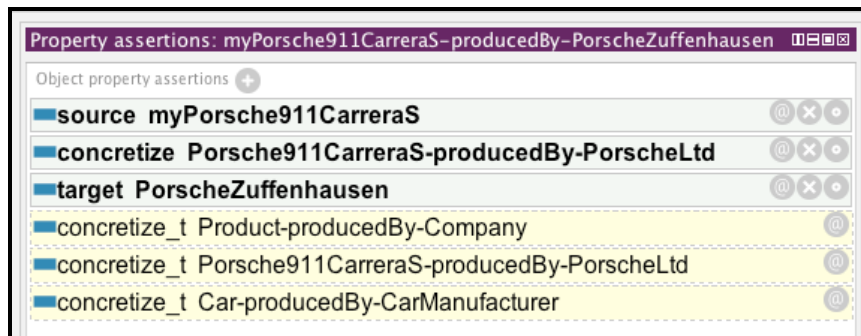 Property assertions: myPorsche911CarreraS-producedBy-PorscheZuffenhausen
Object property assertions
source myPorsche911CarreraS
concretize Porsche911CarreraS-producedBy-PorscheLtd
target PorscheZuffenhausen
concretize_t Product-producedBy-Company
concretize_t Porsche911CarreraS-producedBy-PorscheLtd
concretize_t Car-producedBy-CarManufacturer